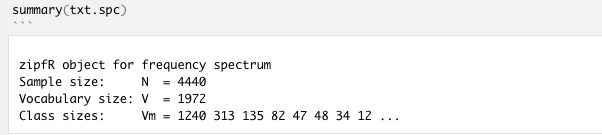 summary(txt.spc)
```
zipfR object for frequency spectrum
Sample size:     N  = 4440
Vocabulary size: V  = 1972
Class sizes:     Vm = 1240 313 135 82 47 48 34 12 ...